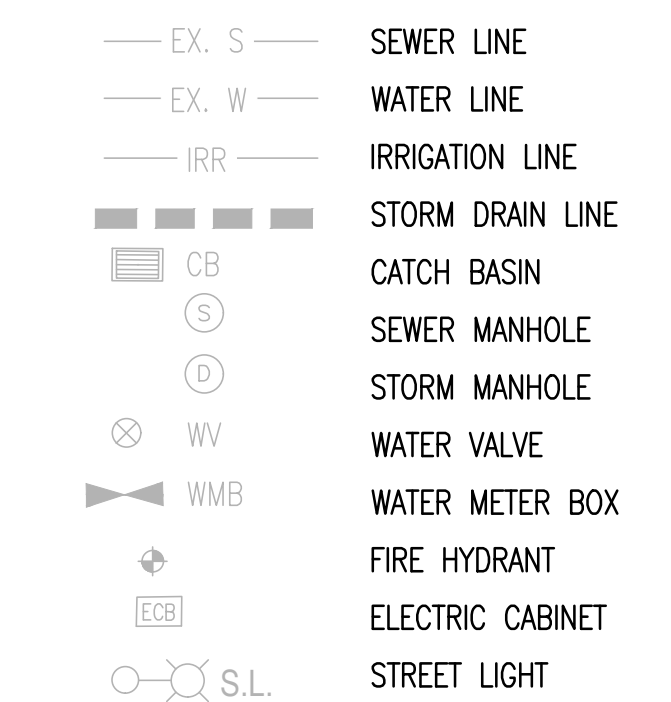 EX. S SEWER LINE
EX. W WATER LINE
IRR IRRIGATION LINE
STORM DRAIN LINE
CB CATCH BASIN
S SEWER MANHOLE
D STORM MANHOLE
WV WATER VALVE
WMB WATER METER BOX
FIRE HYDRANT
ECB ELECTRIC CABINET
S.L. STREET LIGHT